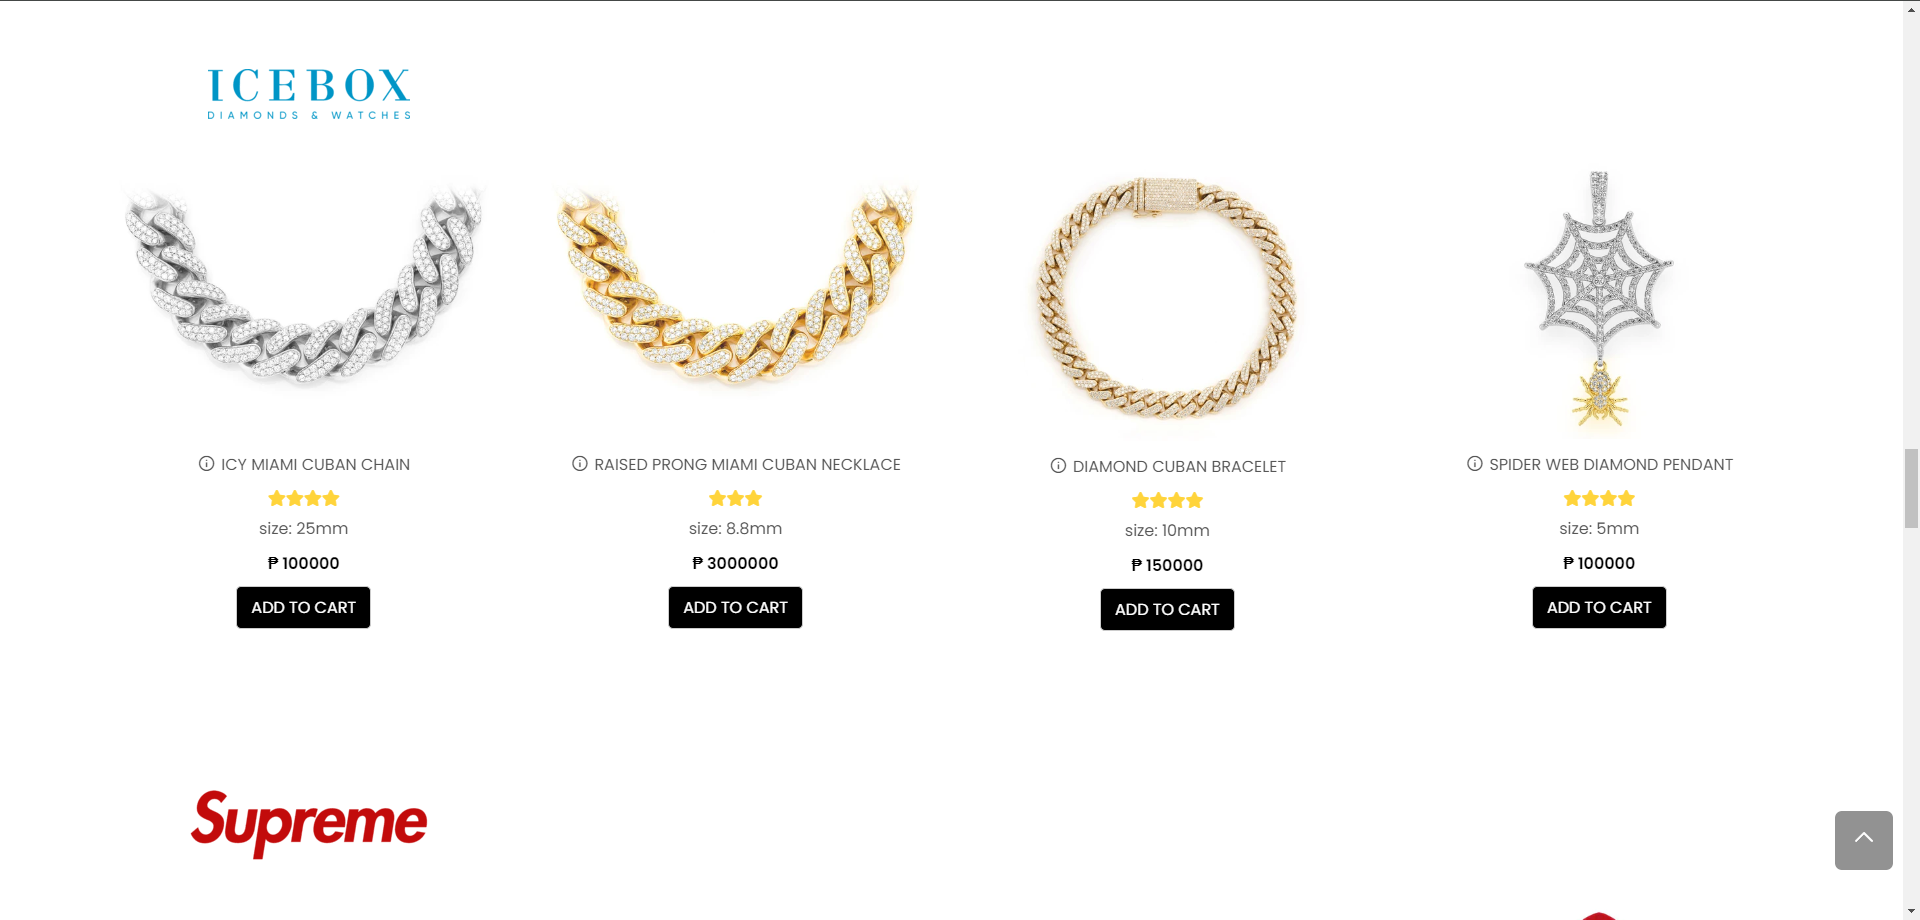 ICEBOX
DIAMONDS & WATCHES
ICY MIAMI CUBAN CHAIN
size: 25mm
₱ 100000
ADD TO CART
RAISED PRONG MIAMI CUBAN NECKLACE
size: 8.8mm
₱ 3000000
ADD TO CART
DIAMOND CUBAN BRACELET
size: 10mm
₱ 150000
ADD TO CART
SPIDER WEB DIAMOND PENDANT
size: 5mm
₱ 100000
ADD TO CART
Supreme